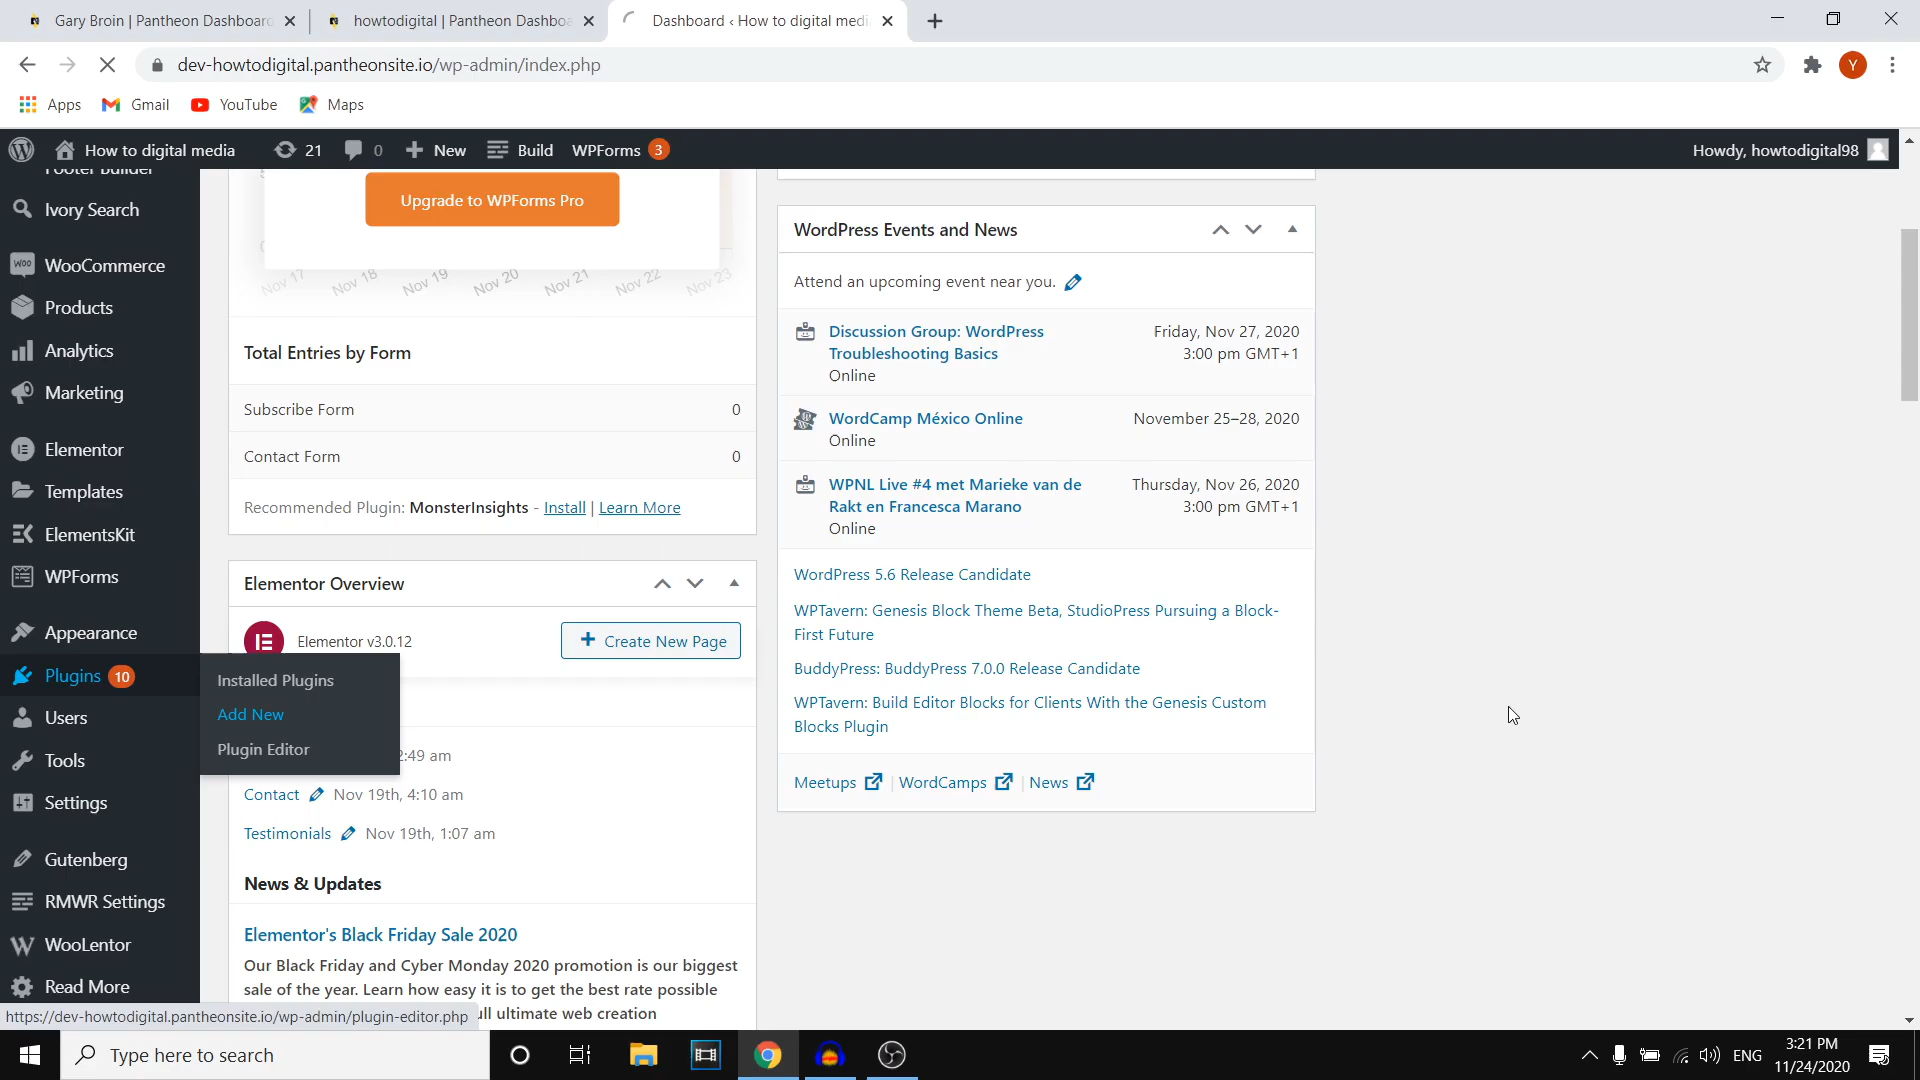 Gary Broin | Pantheon Dashboard
howtodigital | Pantheon Dashboa
Dashboard ‹ How to digital medi
dev-howtodigital.pantheonsite.io/wp-admin/index.php
Y
Apps
Gmail
YouTube
Maps
How to digital media
21
0
New
Build
WPForms 3
Howdy, howtodigital98
Footer Builder
Ivory Search
WooCommerce
Products
Analytics
Marketing
Elementor
Templates
ElementsKit
WPForms
Appearance
Plugins 10
Users
Tools
Settings
Gutenberg
RMWR Settings
WooLentor
Read More
Installed Plugins
Add New
Plugin Editor
Upgrade to WPForms Pro
Nov 17 Nov 18 Nov 19 Nov 20 Nov 21 Nov 22 Nov 23
Total Entries by Form
Subscribe Form 0
Contact Form 0
Recommended Plugin: MonsterInsights - Install | Learn More
Elementor Overview
Elementor v3.0.12
+ Create New Page
2:49 am
Contact Nov 19th, 4:10 am
Testimonials Nov 19th, 1:07 am
News & Updates
Elementor's Black Friday Sale 2020
Our Black Friday and Cyber Monday 2020 promotion is our biggest
sale of the year. Learn how easy it is to get the best rate possible
ultimate web creation
WordPress Events and News
Attend an upcoming event near you.
Discussion Group: WordPress
Troubleshooting Basics
Online
Friday, Nov 27, 2020
3:00 pm GMT+1
WordCamp México Online
Online
November 25–28, 2020
WPNL Live #4 met Marieke van de
Rakt en Francesca Marano
Online
Thursday, Nov 26, 2020
3:00 pm GMT+1
WordPress 5.6 Release Candidate
WPTavern: Genesis Block Theme Beta, StudioPress Pursuing a Block-
First Future
BuddyPress: BuddyPress 7.0.0 Release Candidate
WPTavern: Build Editor Blocks for Clients With the Genesis Custom
Blocks Plugin
Meetups | WordCamps | News
https://dev-howtodigital.pantheonsite.io/wp-admin/plugin-editor.php
Type here to search
ENG
3:21 PM
11/24/2020